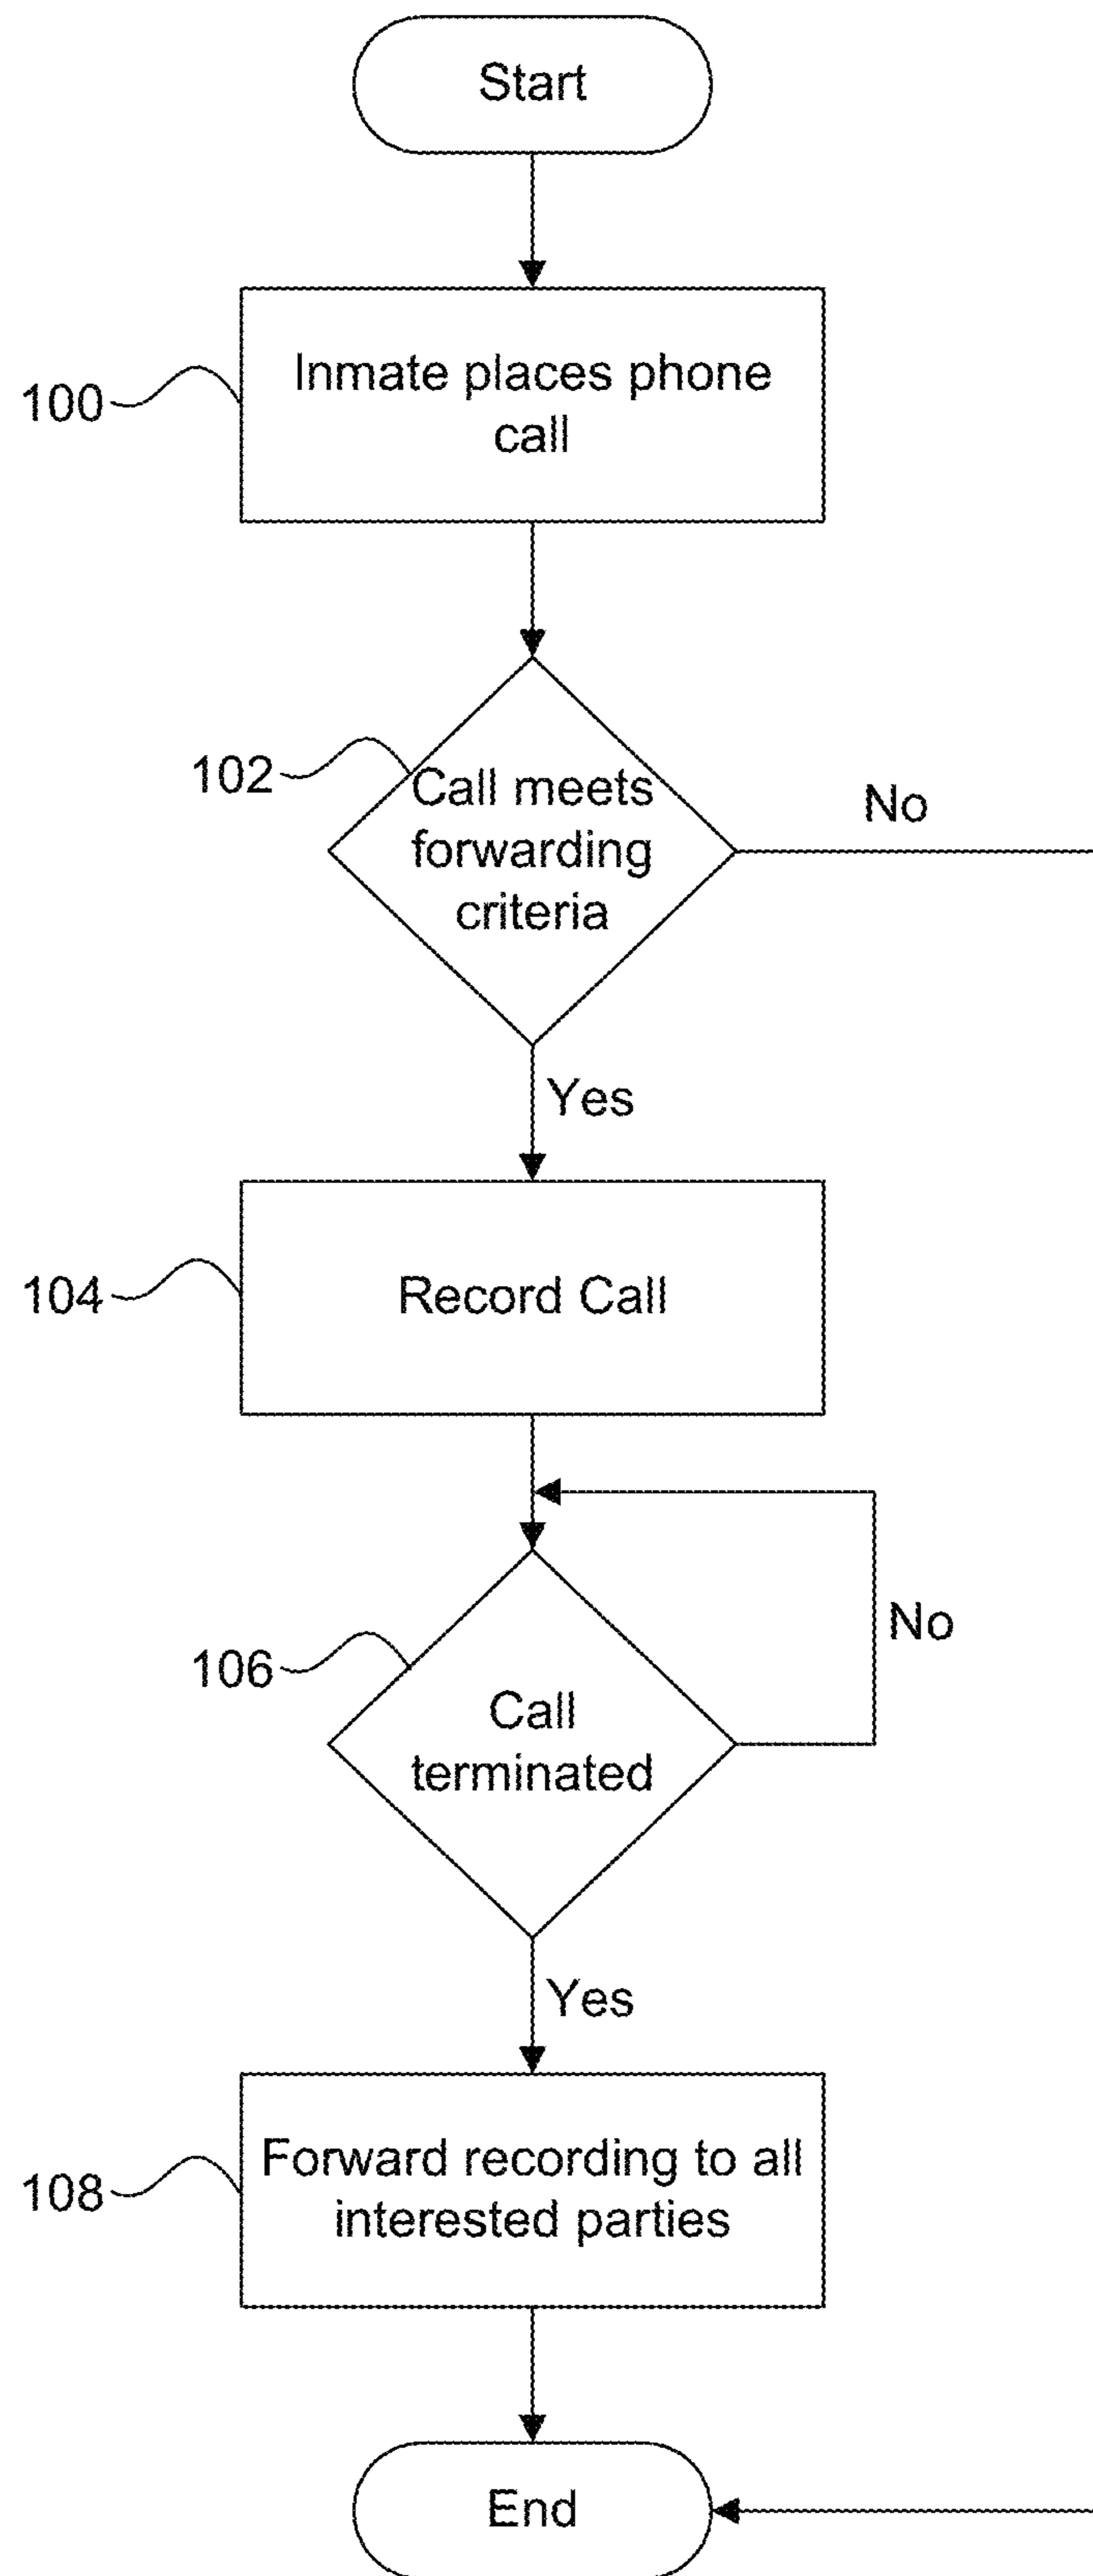 Start
100
Inmate places phone
call
102
Call meets
forwarding
criteria
No
Yes
104
Record Call
No
106
Call
terminated
Yes
108
Forward recording to all
interested parties
End